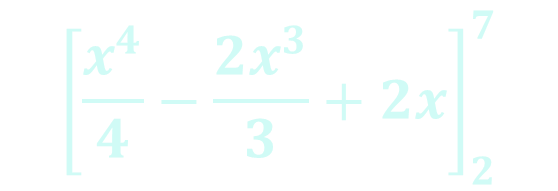 [x⁴/4 − 2x³/3 + 2x]₂⁷